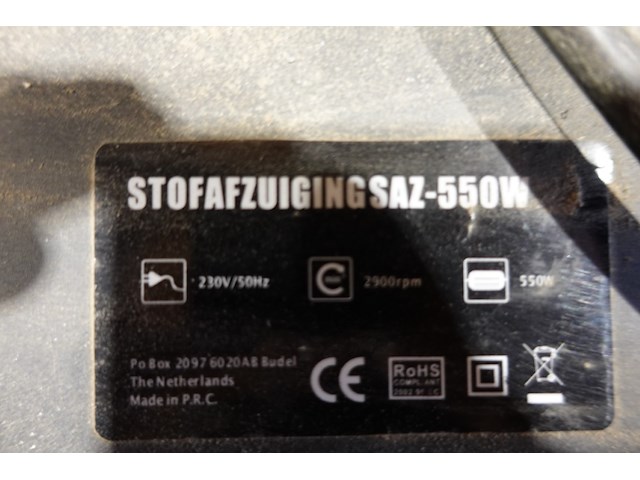 STOFAFZUIGING SAZ-550W
230V/50Hz
2900rpm
550W
Po Box 2097 6020AB Budel
The Netherlands
Made in P.R.C.
CE
RoHS
COMPLIANT